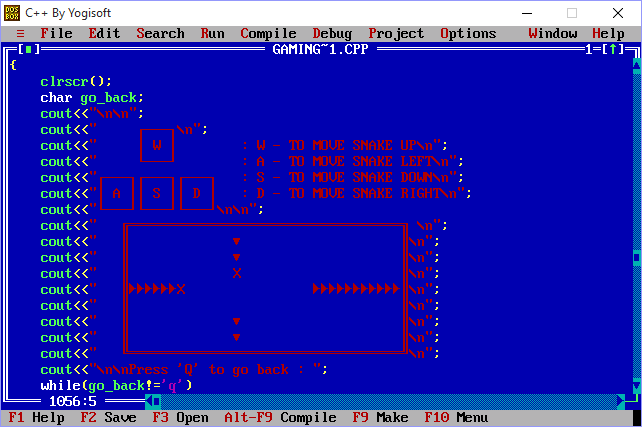 DOS BOX C++ By Yogisoft
≡ File Edit Search Run Compile Debug Project Options Window Help
[■] GAMING~1.CPP 1=[↑]
{
clrscr();
char go_back;
cout<<"\n\n";
cout<<" \n";
cout<<" W : W - TO MOVE SNAKE UP\n";
cout<<" : A - TO MOVE SNAKE LEFT\n";
cout<<" : S - TO MOVE SNAKE DOWN\n";
cout<<" A S D : D - TO MOVE SNAKE RIGHT\n";
cout<<" \n\n";
cout<<" \n";
cout<<" ▼ \n";
cout<<" ▼ \n";
cout<<" X \n";
cout<<" ►►►►►►X ►►►►►►►►►►► \n";
cout<<" \n";
cout<<" ▼ \n";
cout<<" ▼ \n";
cout<<" \n";
cout<<"\n\nPress 'Q' to go back : ";
while(go_back!='q')
1056:5
F1 Help F2 Save F3 Open Alt-F9 Compile F9 Make F10 Menu